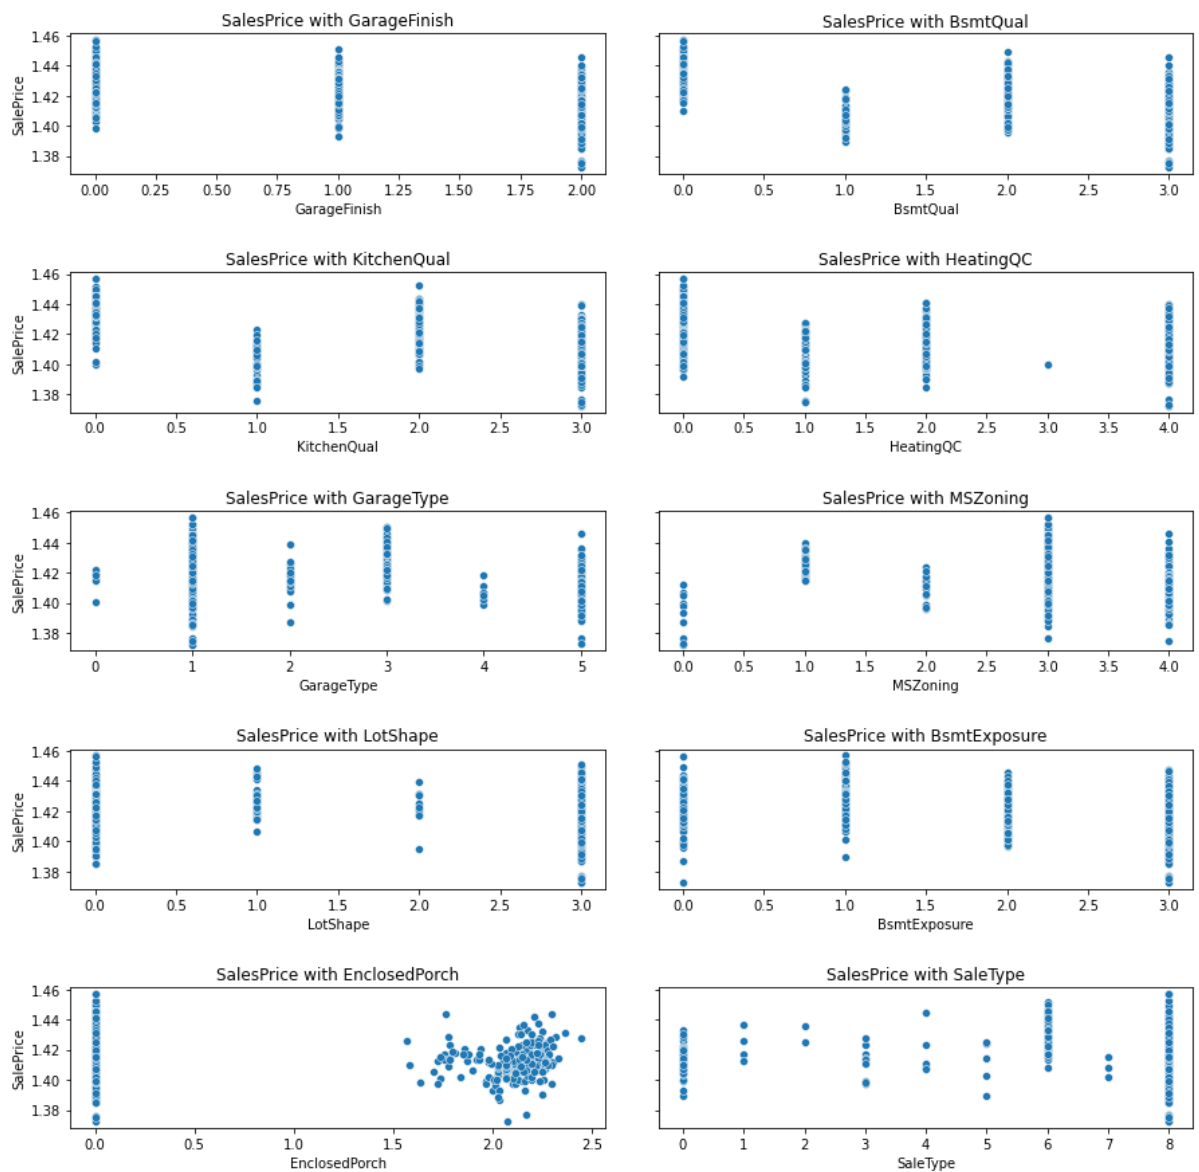 SalesPrice with GarageFinish
1.46
1.44
1.42
1.40
1.38
SalePrice
0.00 0.25 0.50 0.75 1.00 1.25 1.50 1.75 2.00
GarageFinish
SalesPrice with BsmtQual
0.0 0.5 1.0 1.5 2.0 2.5 3.0
BsmtQual
SalesPrice with KitchenQual
1.46
1.44
1.42
1.40
1.38
SalePrice
0.0 0.5 1.0 1.5 2.0 2.5 3.0
KitchenQual
SalesPrice with HeatingQC
0.0 0.5 1.0 1.5 2.0 2.5 3.0 3.5 4.0
HeatingQC
SalesPrice with GarageType
1.46
1.44
1.42
1.40
1.38
SalePrice
0 1 2 3 4 5
GarageType
SalesPrice with MSZoning
0.0 0.5 1.0 1.5 2.0 2.5 3.0 3.5 4.0
MSZoning
SalesPrice with LotShape
1.46
1.44
1.42
1.40
1.38
SalePrice
0.0 0.5 1.0 1.5 2.0 2.5 3.0
LotShape
SalesPrice with BsmtExposure
0.0 0.5 1.0 1.5 2.0 2.5 3.0
BsmtExposure
SalesPrice with EnclosedPorch
1.46
1.44
1.42
1.40
1.38
SalePrice
0.0 0.5 1.0 1.5 2.0 2.5
EnclosedPorch
SalesPrice with SaleType
0 1 2 3 4 5 6 7 8
SaleType